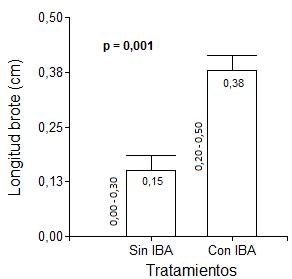 0,50
p = 0,001
0,38
0,38
Longitud brote (cm)
0,25
0,20 - 0,50
0,15
0,13
0,00 - 0,30
0,00
Sin IBA Con IBA
Tratamientos